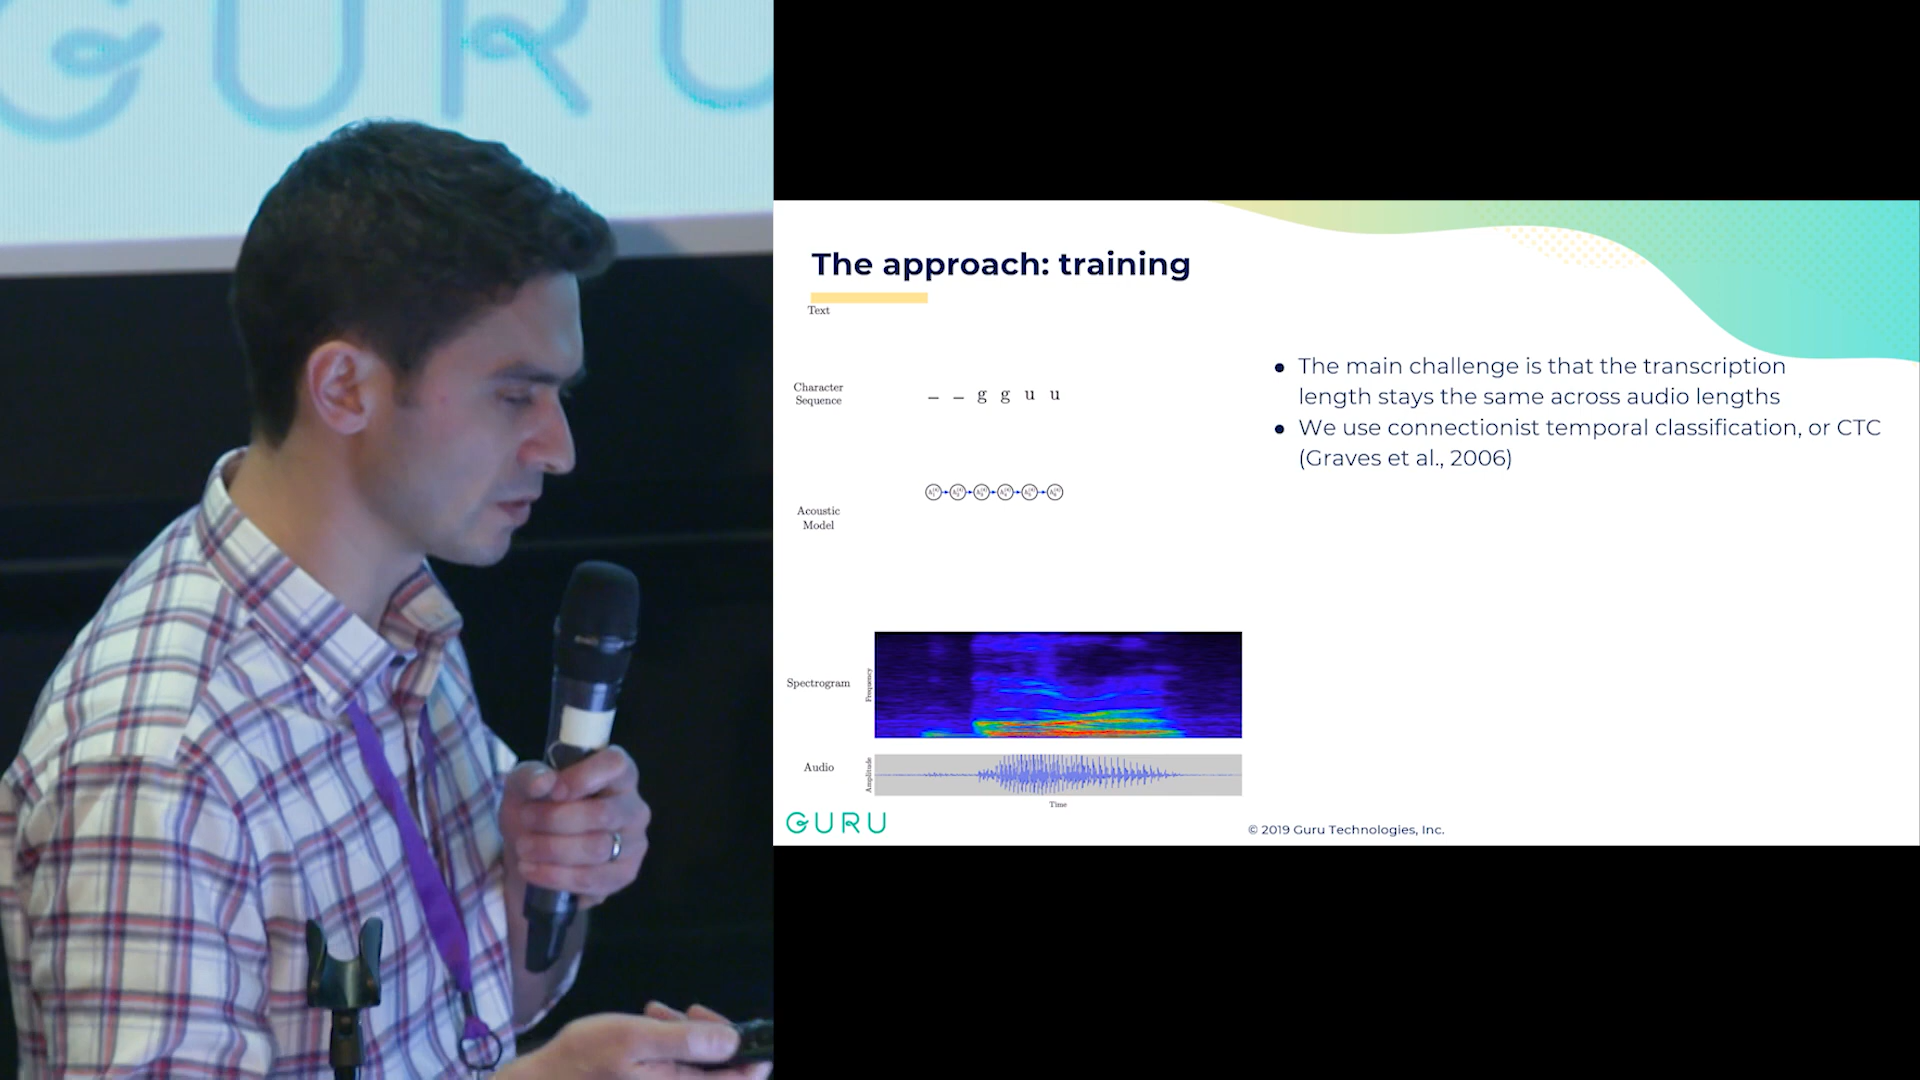 GURU
The approach: training
Text
Character
Sequence
_ _ g g u u
Acoustic
Model
Spectrogram
Frequency
Audio
Amplitude
Time
GURU
© 2019 Guru Technologies, Inc.
● The main challenge is that the transcription
length stays the same across audio lengths
● We use connectionist temporal classification, or CTC
(Graves et al., 2006)